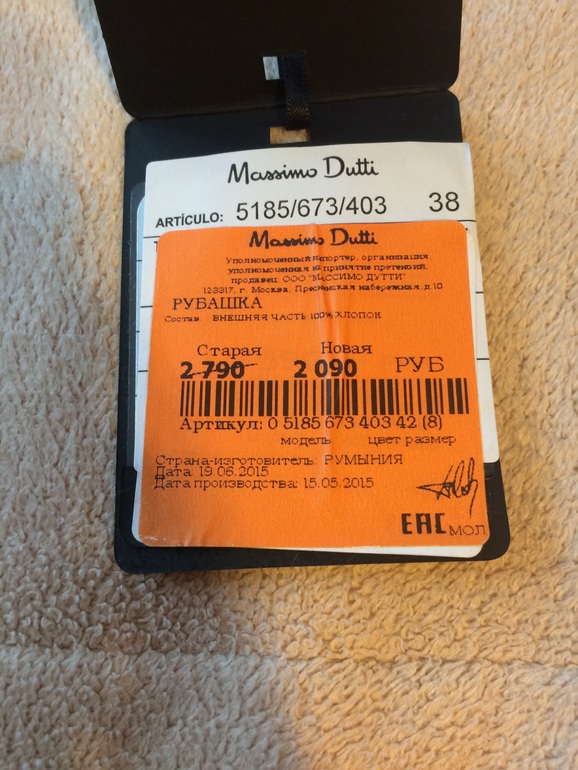 Massimo Dutti
ARTÍCULO: 5185/673/403 38
Massimo Dutti
Уполномоченный импортер, организация,
уполномоченная на принятие претензий,
продавец: ООО "МАССИМО ДУТТИ"
123317, г. Москва, Пресненская набережная,д.10
РУБАШКА
Состав: ВНЕШНЯЯ ЧАСТЬ:100% ХЛОПОК
Старая Новая
2 790 2 090 РУБ
Артикул: 0 5185 673 403 42 (8)
модель цвет размер
Страна-изготовитель: РУМЫНИЯ
Дата: 19.06.2015
Дата производства: 15.05.2015
EAC МОЛ